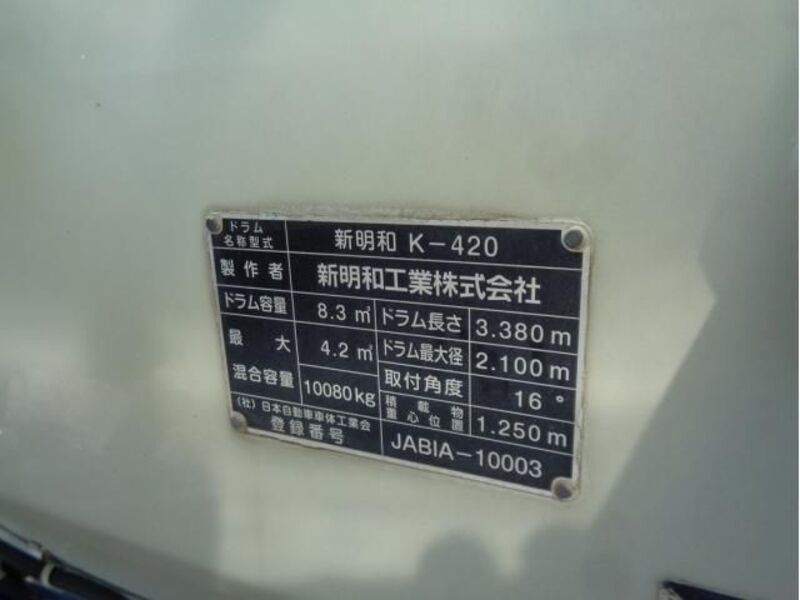 ドラム
名称型式
新明和 K-420
製作者
新明和工業株式会社
ドラム容量
8.3 ㎥
ドラム長さ
3.380 m
最大
混合容量
4.2 ㎥
10080kg
ドラム最大径
2.100 m
取付角度
16°
積載物
重心位置
1.250 m
(社)日本自動車車体工業会
登録番号
JABIA-10003